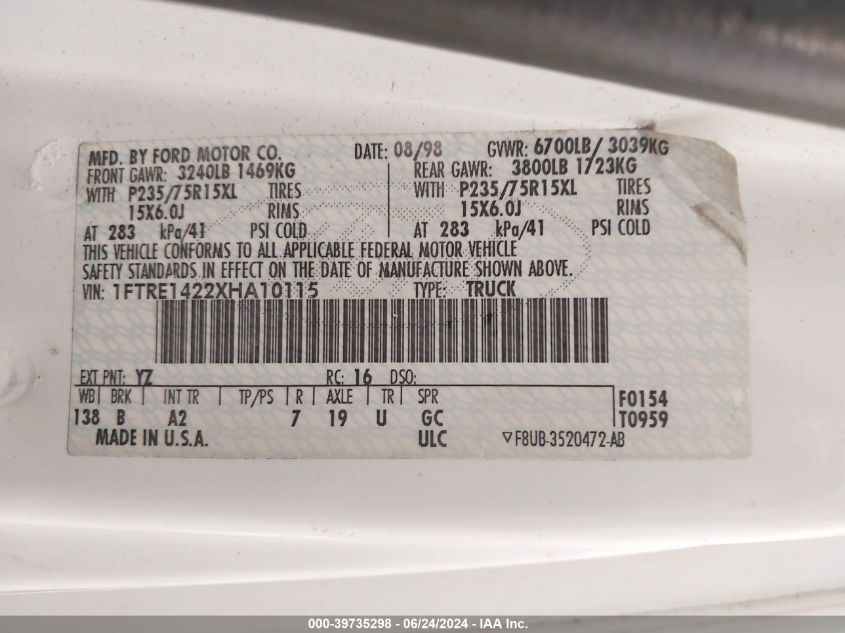 MFD. BY FORD MOTOR CO. DATE: 08/98 GVWR: 6700LB/ 3039KG
FRONT GAWR: 3240LB 1469KG REAR GAWR: 3800LB 1723KG
WITH P235/75R15XL TIRES WITH P235/75R15XL TIRES
15X6.0J RIMS 15X6.0J RIMS
AT 283 kPa/41 PSI COLD AT 283 kPa/41 PSI COLD
THIS VEHICLE CONFORMS TO ALL APPLICABLE FEDERAL MOTOR VEHICLE
SAFETY STANDARDS IN EFFECT ON THE DATE OF MANUFACTURE SHOWN ABOVE.
VIN: 1FTRE1422XHA10115 TYPE: TRUCK
EXT PNT: YZ RC: 16 DSO:
WB BRK INT TR TP/PS R AXLE TR SPR F0154
138 B A2 7 19 U GC T0959
MADE IN U.S.A. ULC ▽F8UB-3520472-AB
000-39735298 - 06/24/2024 - IAA Inc.